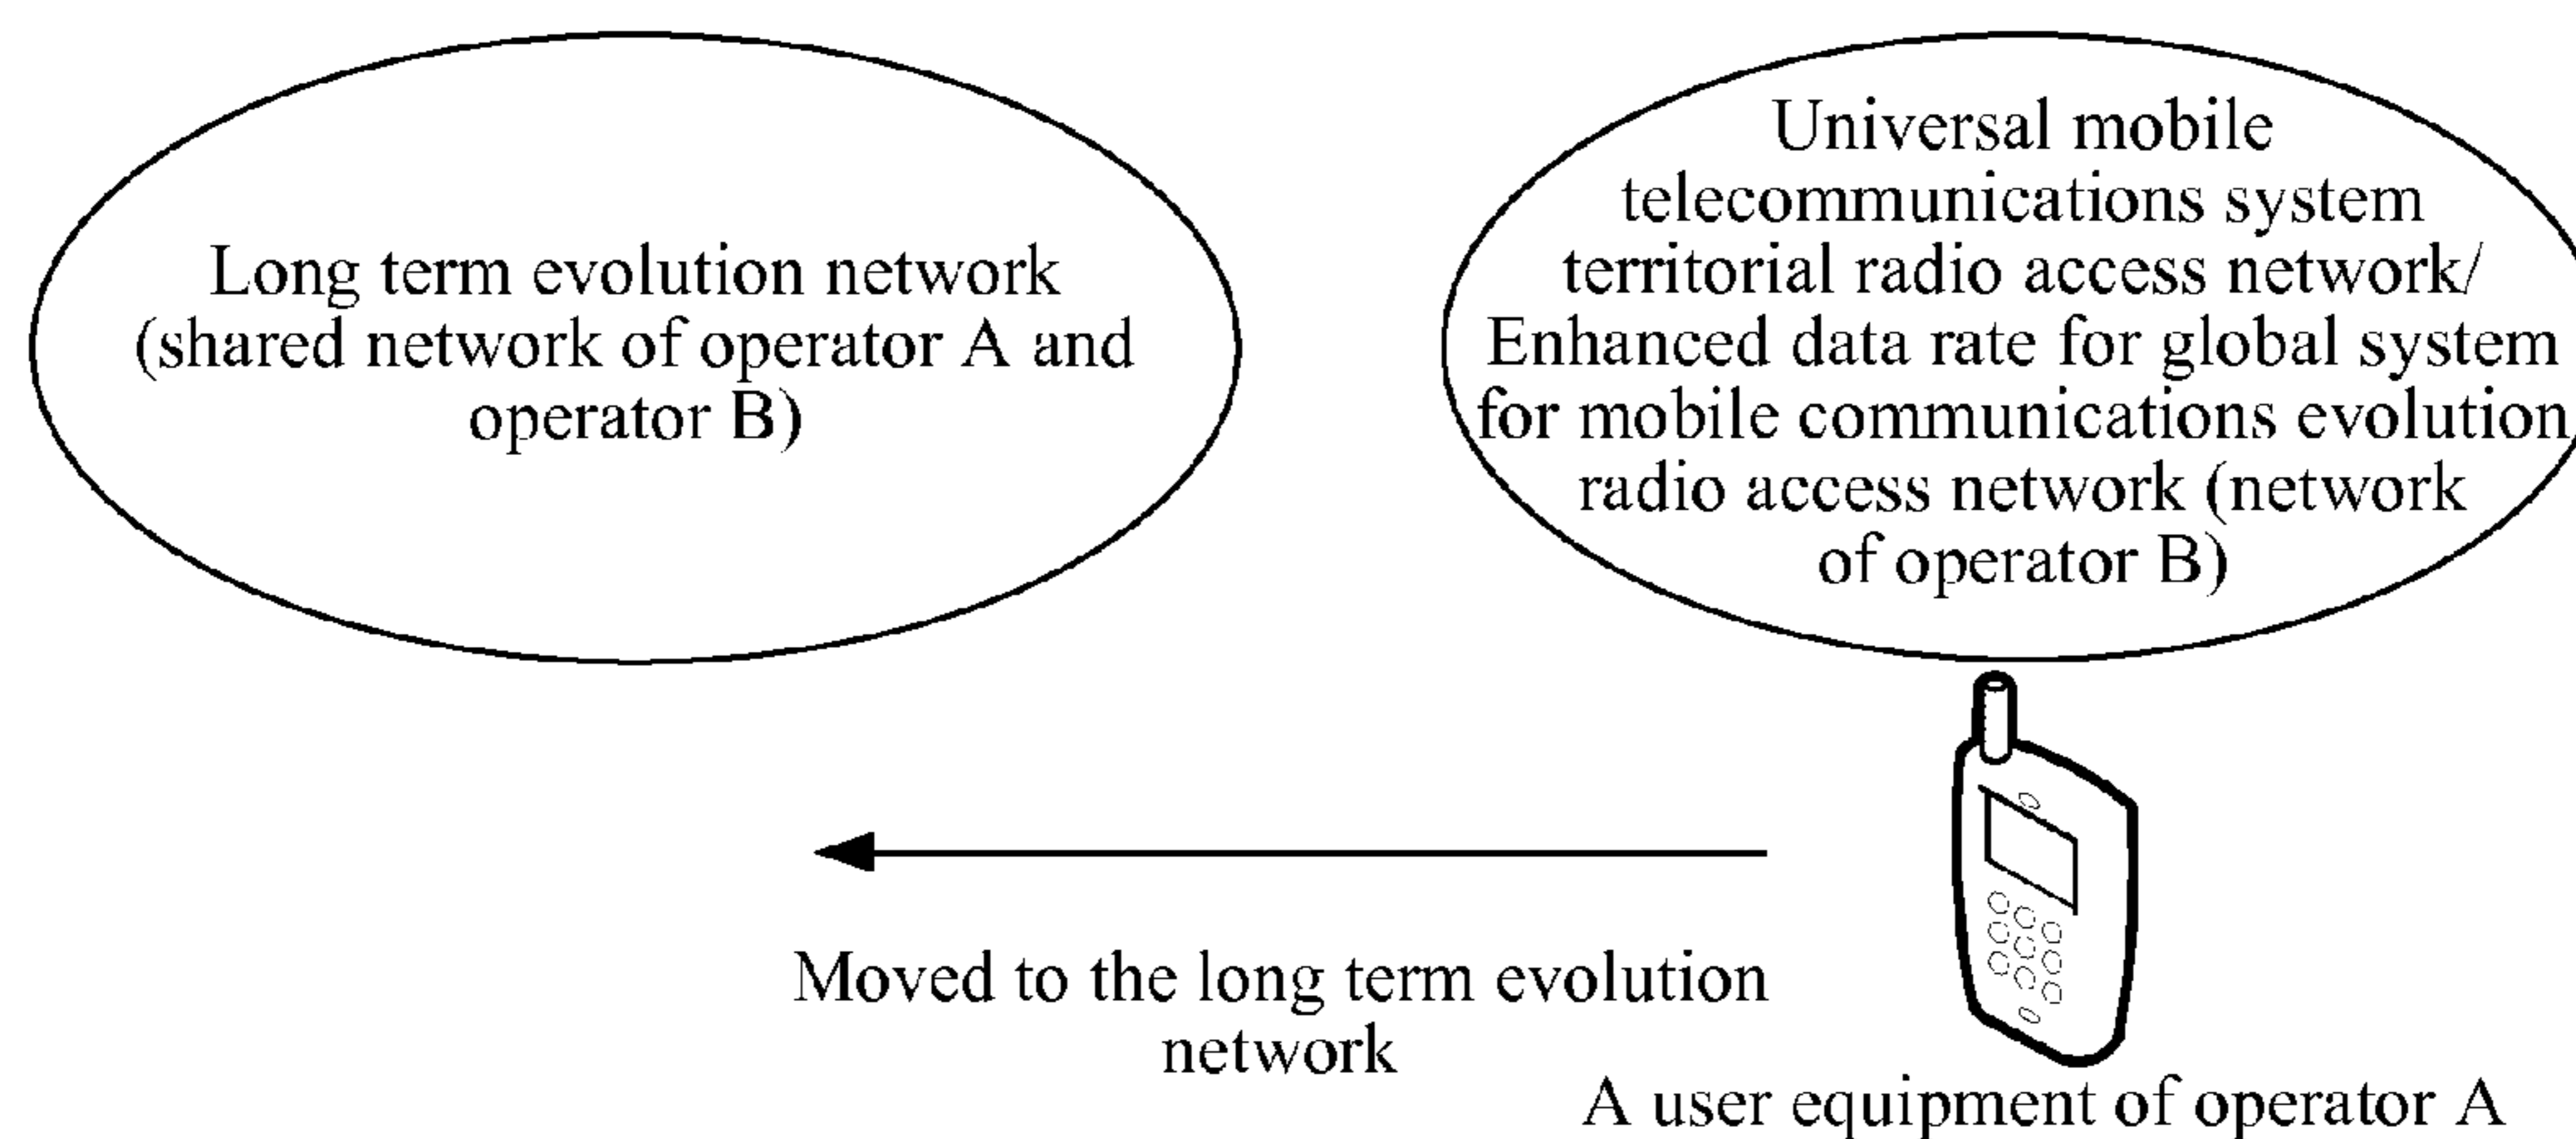 Long term evolution network
(shared network of operator A and
operator B)
Universal mobile
telecommunications system
territorial radio access network/
Enhanced data rate for global system
for mobile communications evolution
radio access network (network
of operator B)
Moved to the long term evolution
network
A user equipment of operator A